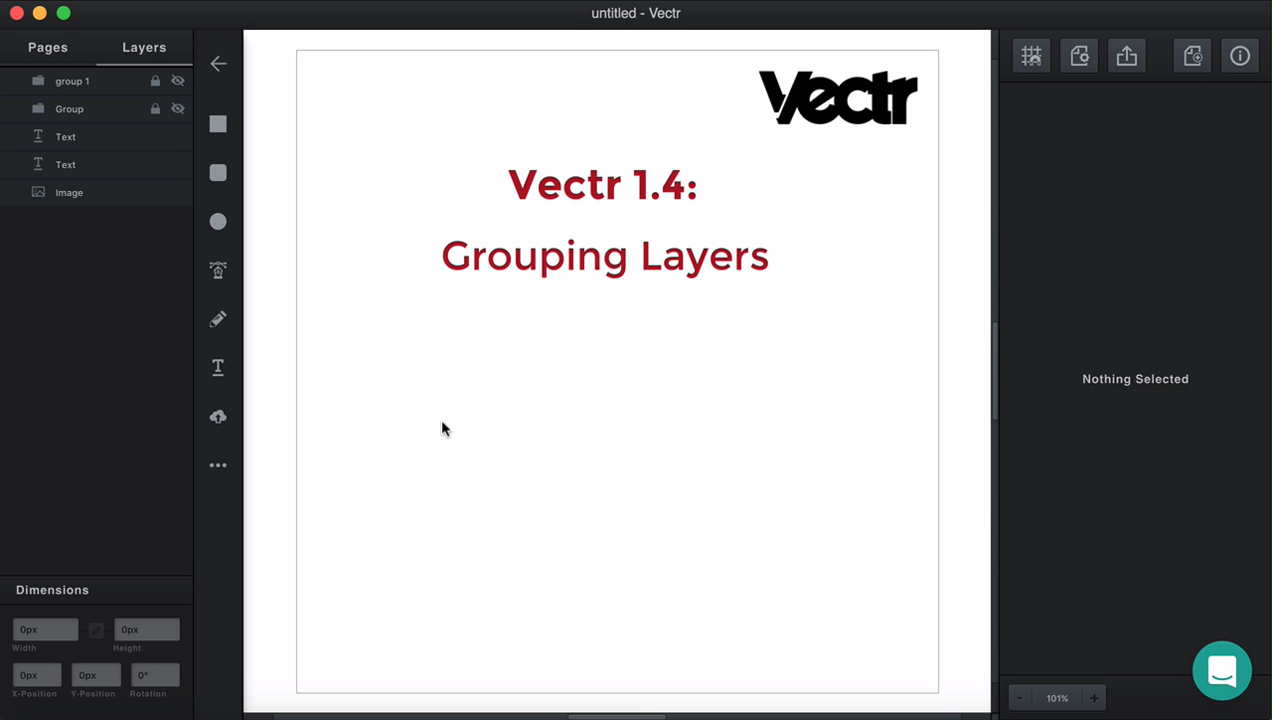 untitled - Vectr
Pages
Layers
group 1
Group
Text
Text
Image
Vectr
Vectr 1.4:
Grouping Layers
Nothing Selected
Dimensions
0px
0px
Width
Height
0px
0px
0°
X-Position
Y-Position
Rotation
- 101% +